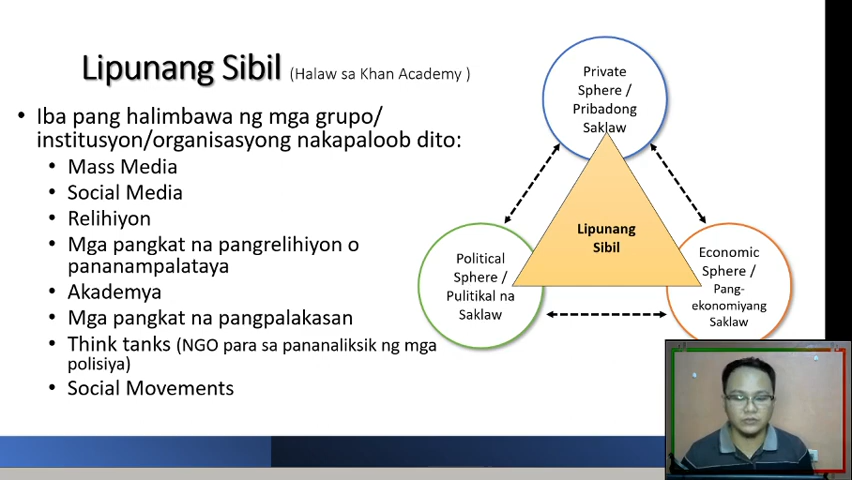 Lipunang Sibil (Halaw sa Khan Academy )
• Iba pang halimbawa ng mga grupo/
institusyon/organisasyong nakapaloob dito:
• Mass Media
• Social Media
• Relihiyon
• Mga pangkat na pangrelihiyon o
pananampalataya
• Akademya
• Mga pangkat na pangpalakasan
• Think tanks (NGO para sa pananaliksik ng mga
polisiya)
• Social Movements
Private
Sphere /
Pribadong
Saklaw
Lipunang
Sibil
Political
Sphere /
Pulitikal na
Saklaw
Economic
Sphere /
Pang-
ekonomiyang
Saklaw